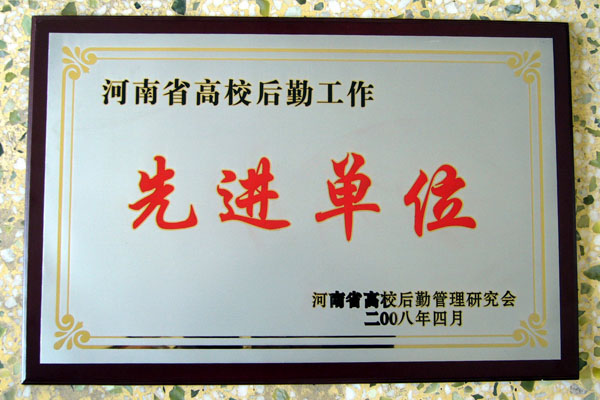 河南省高校后勤工作
先进单位
河南省高校后勤管理研究会
二00八年四月